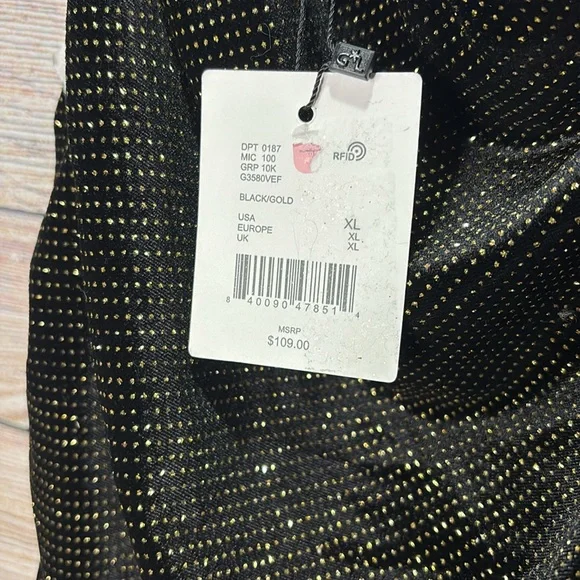 DPT 0187
MIC 100
GRP 10K
G3580VEF
RFID
BLACK/GOLD
USA XL
EUROPE XL
UK XL
8 40090 47851 4
MSRP
$109.00